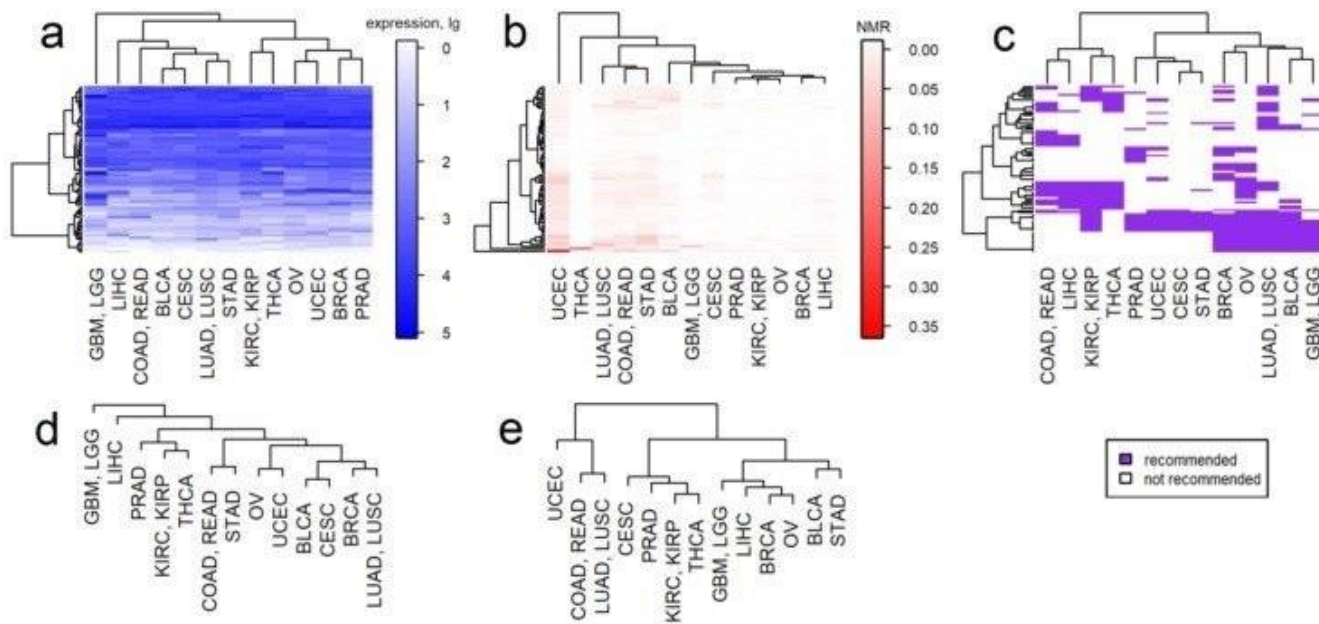 a
expression, lg
0
1
2
3
4
5
GBM, LGG
LIHC
COAD, READ
BLCA
CESC
LUAD, LUSC
STAD
KIRC, KIRP
THCA
OV
UCEC
BRCA
PRAD
b
NMR
0.00
0.05
0.10
0.15
0.20
0.25
0.30
0.35
UCEC
THCA
LUAD, LUSC
COAD, READ
STAD
BLCA
GBM, LGG
CESC
PRAD
KIRC, KIRP
OV
BRCA
LIHC
c
COAD, READ
LIHC
KIRC, KIRP
THCA
PRAD
UCEC
CESC
STAD
BRCA
OV
LUAD, LUSC
BLCA
GBM, LGG
d
GBM, LGG
LIHC
PRAD
KIRC, KIRP
THCA
COAD, READ
STAD
OV
UCEC
BLCA
CESC
BRCA
LUAD, LUSC
e
UCEC
COAD, READ
LUAD, LUSC
CESC
PRAD
KIRC, KIRP
THCA
GBM, LGG
LIHC
BRCA
OV
BLCA
STAD
recommended
not recommended